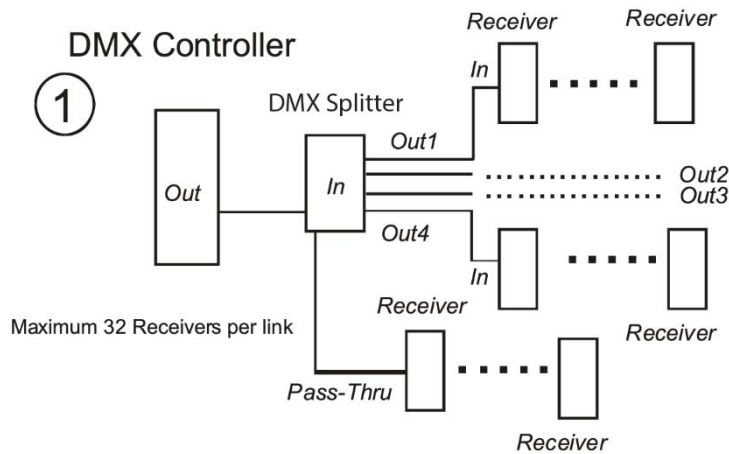 DMX Controller
1
Receiver
Receiver
In
DMX Splitter
Out1
Out
In
Out2
Out3
Out4
In
Receiver
Receiver
Maximum 32 Receivers per link
Pass-Thru
Receiver